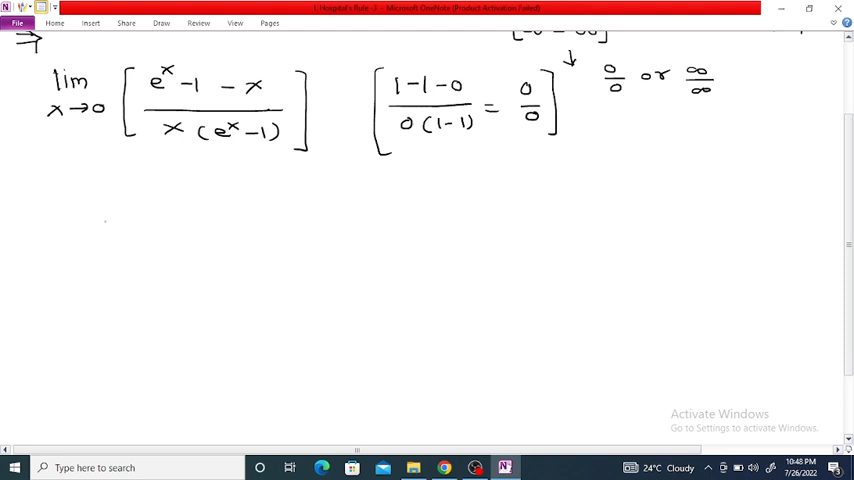 L Hospital's Rule -3 - Microsoft OneNote (Product Activation Failed)
File Home Insert Share Draw Review View Pages
lim x→0 [ (e^x -1 - x) / (x (e^x -1)) ] [ (1-1-0) / (0 (1-1)) = 0/0 ] ↓ 0/0 or ∞/∞
Activate Windows
Go to Settings to activate Windows.
Type here to search
24°C Cloudy
10:48 PM
7/26/2022